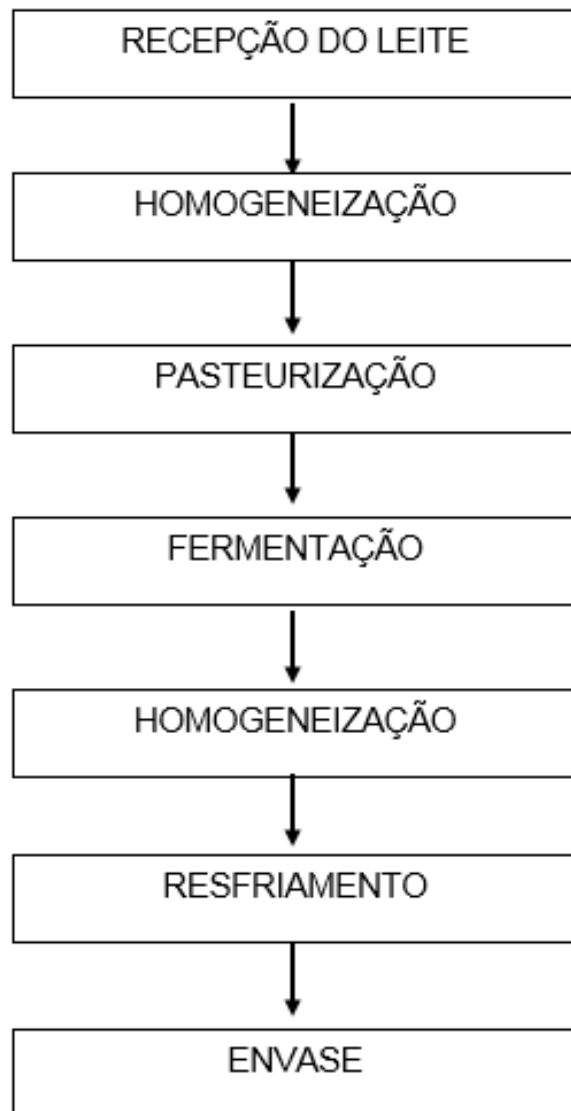 RECEPÇÃO DO LEITE
HOMOGENEIZAÇÃO
PASTEURIZAÇÃO
FERMENTAÇÃO
HOMOGENEIZAÇÃO
RESFRIAMENTO
ENVASE